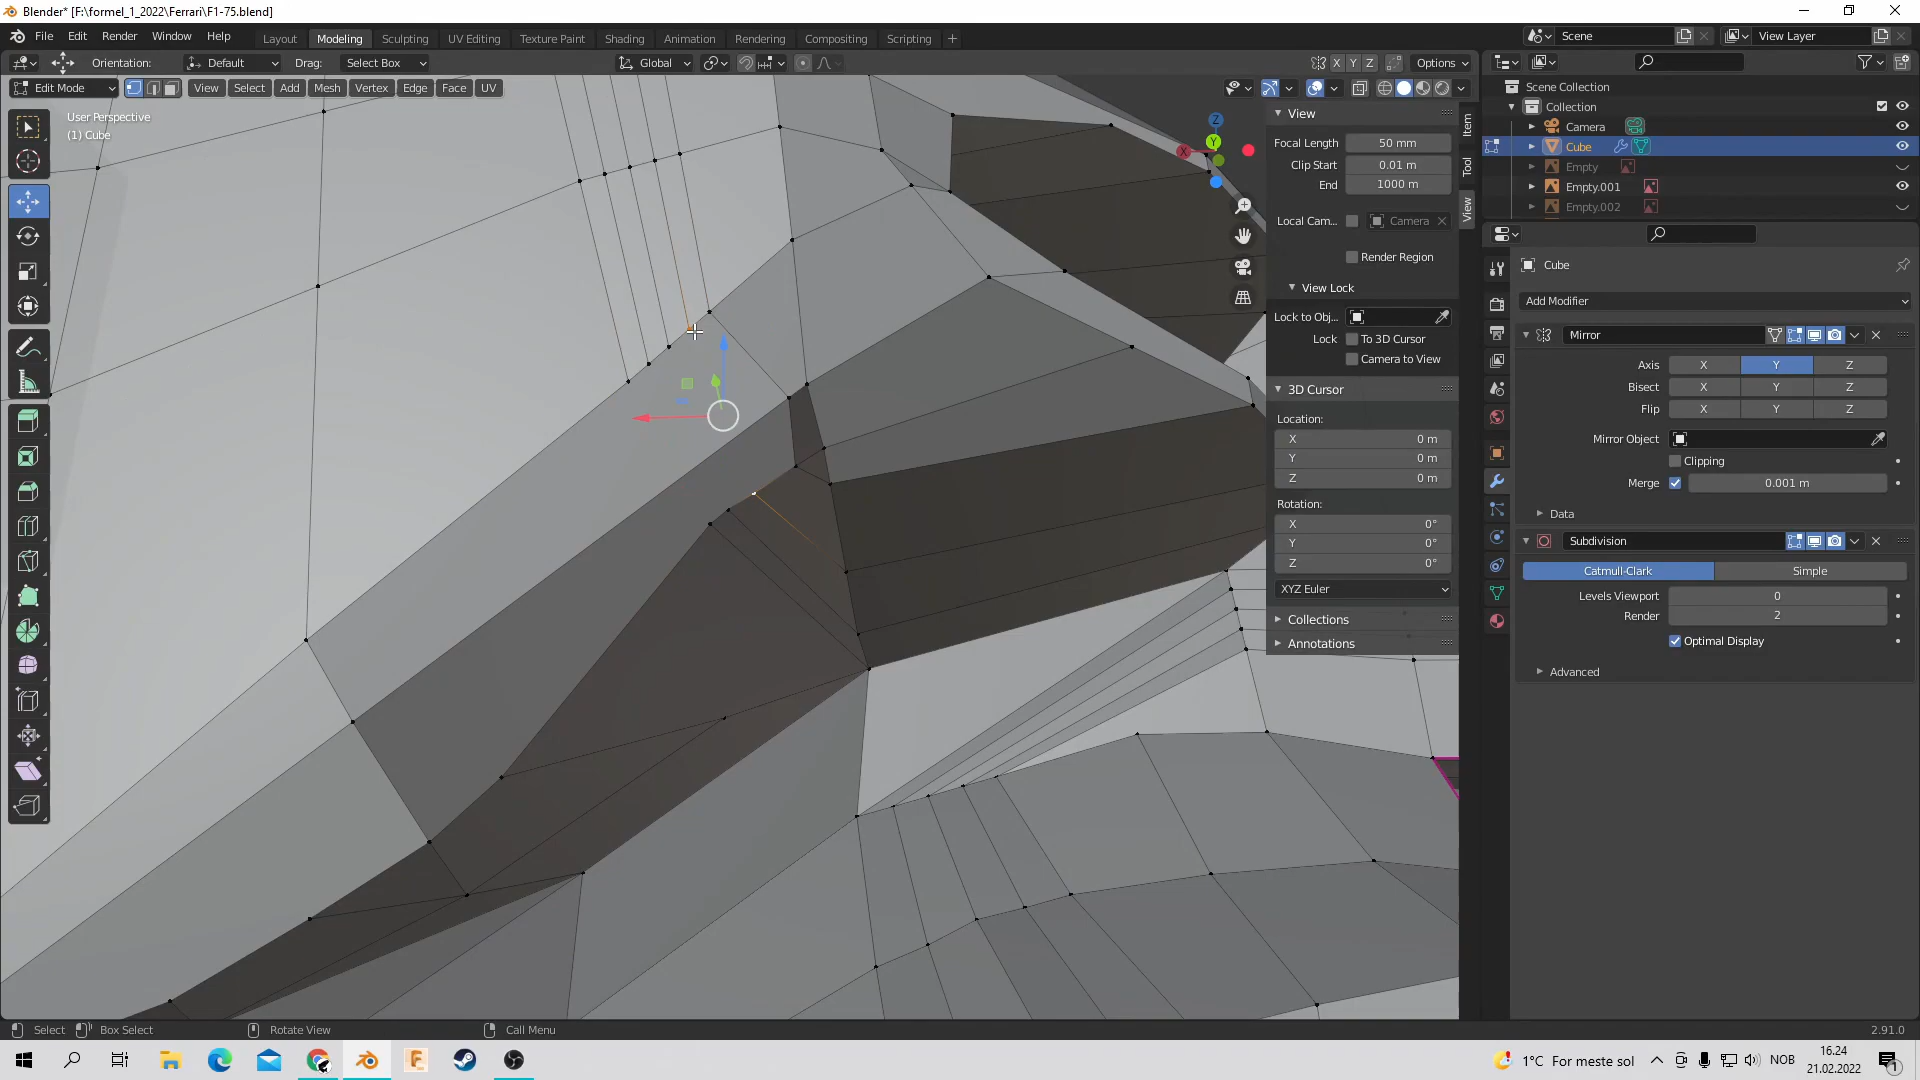 Blender* [F:\formel_1_2022\Ferrari\F1-75.blend]
File Edit Render Window Help Layout Modeling Sculpting UV Editing Texture Paint Shading Animation Rendering Compositing Scripting Scene View Layer
Orientation: Default Drag: Select Box Global X Y Z Options
Edit Mode View Select Add Mesh Vertex Edge Face UV
User Perspective
(1) Cube
Z
Y
X
View
Focal Length 50 mm
Clip Start 0.01 m
End 1000 m
Local Cam... Camera
Render Region
View Lock
Lock to Obj...
Lock To 3D Cursor
Camera to View
3D Cursor
Location:
X 0 m
Y 0 m
Z 0 m
Rotation:
X 0°
Y 0°
Z 0°
XYZ Euler
Collections
Annotations
Item
Tool
View
Scene Collection
Collection
Camera
Cube
Empty
Empty.001
Empty.002
Cube
Add Modifier
Mirror
Axis X Y Z
Bisect X Y Z
Flip X Y Z
Mirror Object
Clipping
Merge 0.001 m
Data
Subdivision
Catmull-Clark Simple
Levels Viewport 0
Render 2
Optimal Display
Advanced
Select Box Select Rotate View Call Menu 2.91.0
1°C For meste sol NOB
16.24
21.02.2022
1